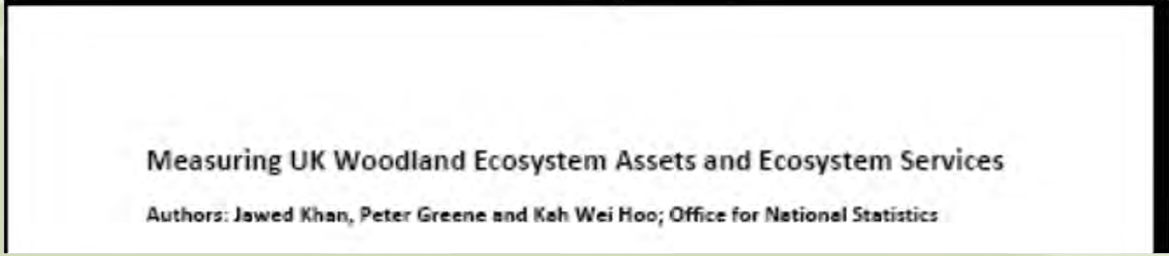 Measuring UK Woodland Ecosystem Assets and Ecosystem Services
Authors: Jawed Khan, Peter Greene and Kah Wei Hoo; Office for National Statistics